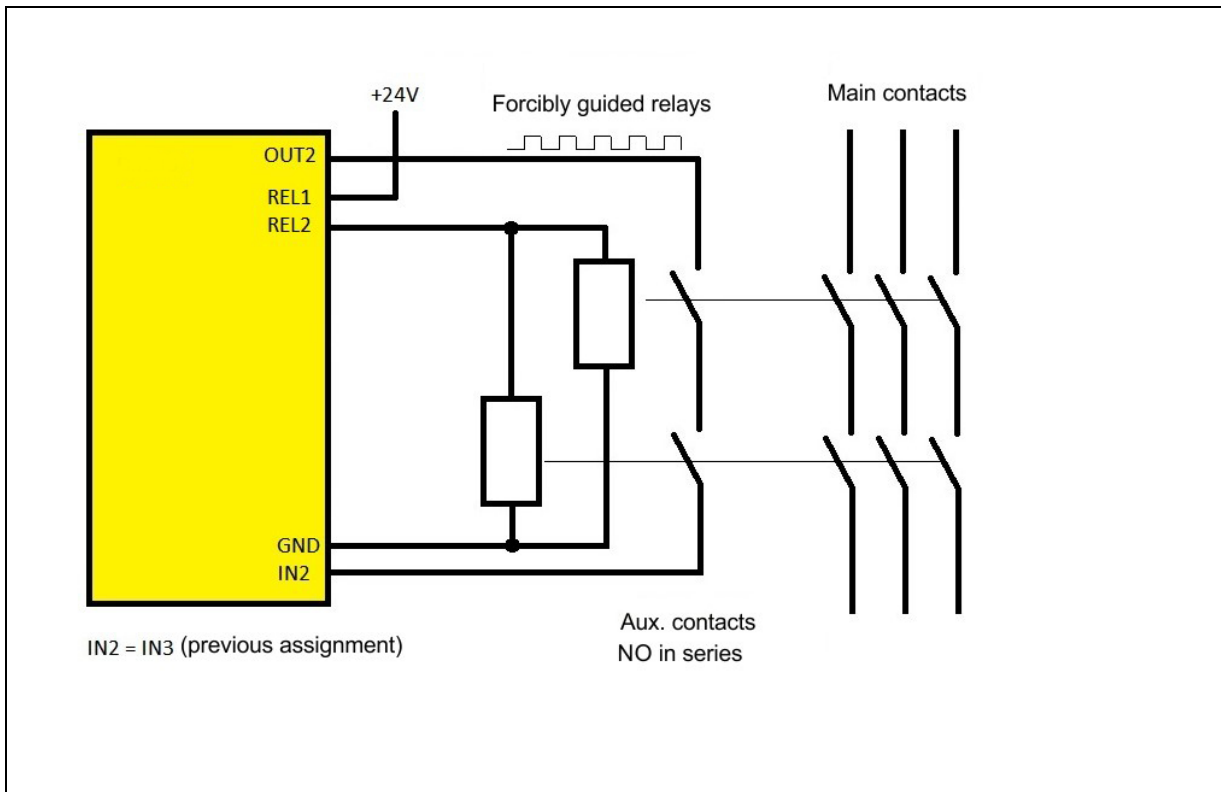 +24V
Forcibly guided relays
Main contacts
OUT2
REL1
REL2
GND
IN2
IN2 = IN3 (previous assignment)
Aux. contacts
NO in series